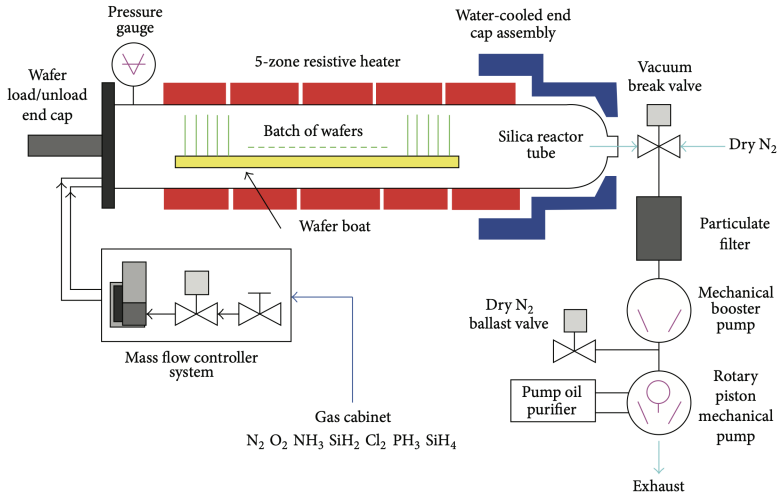 Pressure
gauge
Water-cooled end
cap assembly
5-zone resistive heater
Wafer
load/unload
end cap
Vacuum
break valve
Batch of wafers
Silica reactor
tube
Dry N2
Wafer boat
Particulate
filter
Mechanical
booster
pump
Dry N2
ballast valve
Mass flow controller
system
Pump oil
purifier
Rotary
piston
mechanical
pump
Gas cabinet
N2 O2 NH3 SiH2 Cl2 PH3 SiH4
Exhaust